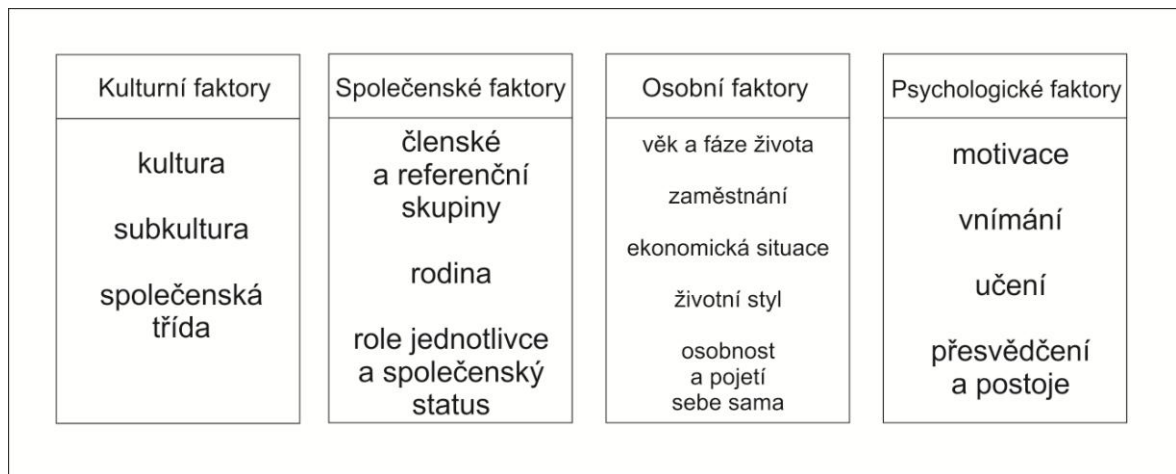 Kulturní faktory
kultura
subkultura
společenská
třída
Společenské faktory
členské
a referenční
skupiny
rodina
role jednotlivce
a společenský
status
Osobní faktory
věk a fáze života
zaměstnání
ekonomická situace
životní styl
osobnost
a pojetí
sebe sama
Psychologické faktory
motivace
vnímání
učení
přesvědčení
a postoje